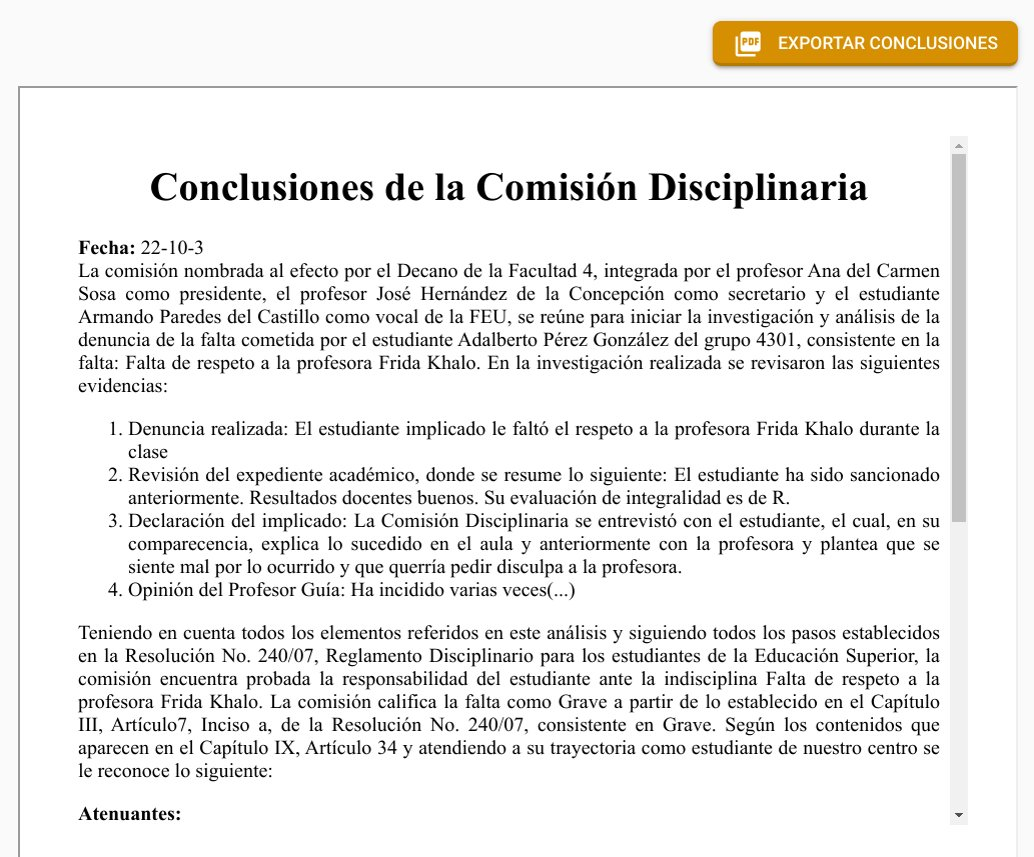 PDF EXPORTAR CONCLUSIONES
Conclusiones de la Comisión Disciplinaria
Fecha: 22-10-3
La comisión nombrada al efecto por el Decano de la Facultad 4, integrada por el profesor Ana del Carmen
Sosa como presidente, el profesor José Hernández de la Concepción como secretario y el estudiante
Armando Paredes del Castillo como vocal de la FEU, se reúne para iniciar la investigación y análisis de la
denuncia de la falta cometida por el estudiante Adalberto Pérez González del grupo 4301, consistente en la
falta: Falta de respeto a la profesora Frida Khalo. En la investigación realizada se revisaron las siguientes
evidencias:
1. Denuncia realizada: El estudiante implicado le faltó el respeto a la profesora Frida Khalo durante la
clase
2. Revisión del expediente académico, donde se resume lo siguiente: El estudiante ha sido sancionado
anteriormente. Resultados docentes buenos. Su evaluación de integralidad es de R.
3. Declaración del implicado: La Comisión Disciplinaria se entrevistó con el estudiante, el cual, en su
comparecencia, explica lo sucedido en el aula y anteriormente con la profesora y plantea que se
siente mal por lo ocurrido y que querría pedir disculpa a la profesora.
4. Opinión del Profesor Guía: Ha incidido varias veces(...)
Teniendo en cuenta todos los elementos referidos en este análisis y siguiendo todos los pasos establecidos
en la Resolución No. 240/07, Reglamento Disciplinario para los estudiantes de la Educación Superior, la
comisión encuentra probada la responsabilidad del estudiante ante la indisciplina Falta de respeto a la
profesora Frida Khalo. La comisión califica la falta como Grave a partir de lo establecido en el Capítulo
III, Artículo7, Inciso a, de la Resolución No. 240/07, consistente en Grave. Según los contenidos que
aparecen en el Capítulo IX, Artículo 34 y atendiendo a su trayectoria como estudiante de nuestro centro se
le reconoce lo siguiente:
Atenuantes: